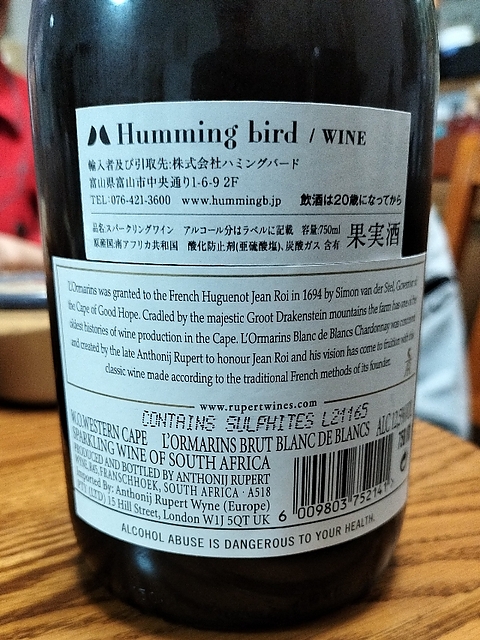 Humming bird / WINE
輸入者及び引取先:株式会社ハミングバード
富山県富山市中央通り1-6-9 2F
TEL:076-421-3600 www.hummingb.jp 飲酒は20歳になってから
品名:スパークリングワイン アルコール分はラベルに記載 容量:750ml 果実酒
原産国:南アフリカ共和国 酸化防止剤(亜硫酸塩)、炭酸ガス 含有
L'Ormarins was granted to the French Huguenot Jean Roi in 1694 by Simon van der Stel, Governor of
the Cape of Good Hope. Cradled by the majestic Groot Drakenstein mountains the farm has one of the
oldest histories of wine production in the Cape. L'Ormarins Blanc de Blancs Chardonnay was conceived
and created by the late Anthonij Rupert to honour Jean Roi and his vision has come to fruition with this
classic wine made according to the traditional French methods of its founder.
www.rupertwines.com
CONTAINS SULPHITES L21165
W.O. WESTERN CAPE L'ORMARINS BRUT BLANC DE BLANCS ALC
SPARKLING WINE OF SOUTH AFRICA
PRODUCED AND BOTTLED BY ANTHONIJ RUPERT
WYNE, R45, FRANSCHHOEK, SOUTH AFRICA · A518
Imported By: Anthonij Rupert Wyne (Europe)
PTY (LTD) 15 Hill Street, London W1J 5QT UK
6 009803 752141
ALCOHOL ABUSE IS DANGEROUS TO YOUR HEALTH.